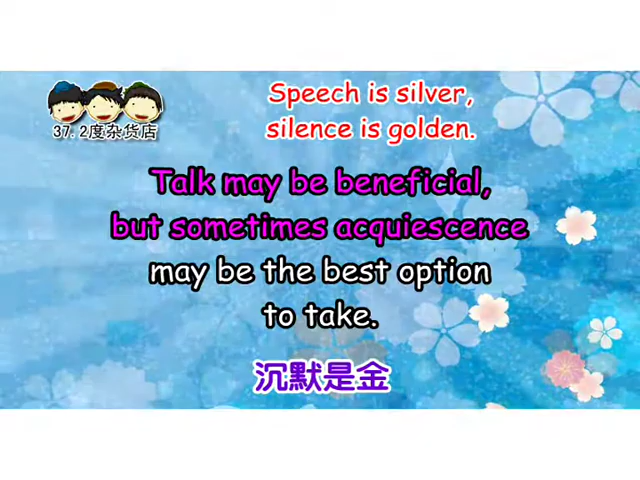 37.2度杂货店
Speech is silver,
silence is golden.
Talk may be beneficial,
but sometimes acquiescence
may be the best option
to take.
沉默是金